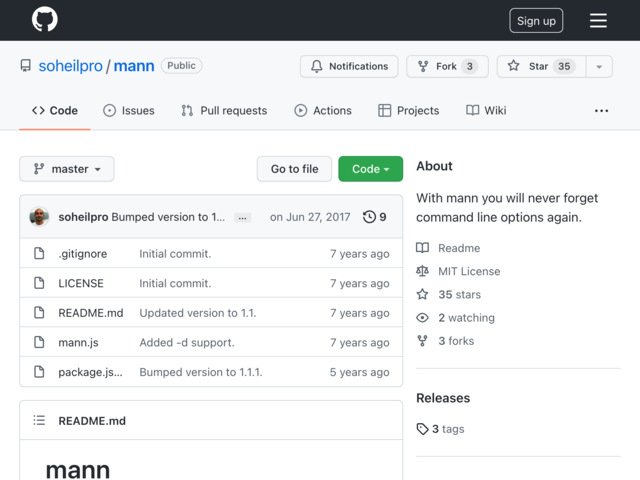 Sign up
soheilpro / mann Public
Notifications Fork 3 Star 35
Code Issues Pull requests Actions Projects Wiki ...
master Go to file Code
soheilpro Bumped version to 1... ... on Jun 27, 2017 9
.gitignore Initial commit. 7 years ago
LICENSE Initial commit. 7 years ago
README.md Updated version to 1.1. 7 years ago
mann.js Added -d support. 7 years ago
package.js... Bumped version to 1.1.1. 5 years ago
README.md
mann
About
With mann you will never forget
command line options again.
Readme
MIT License
35 stars
2 watching
3 forks
Releases
3 tags